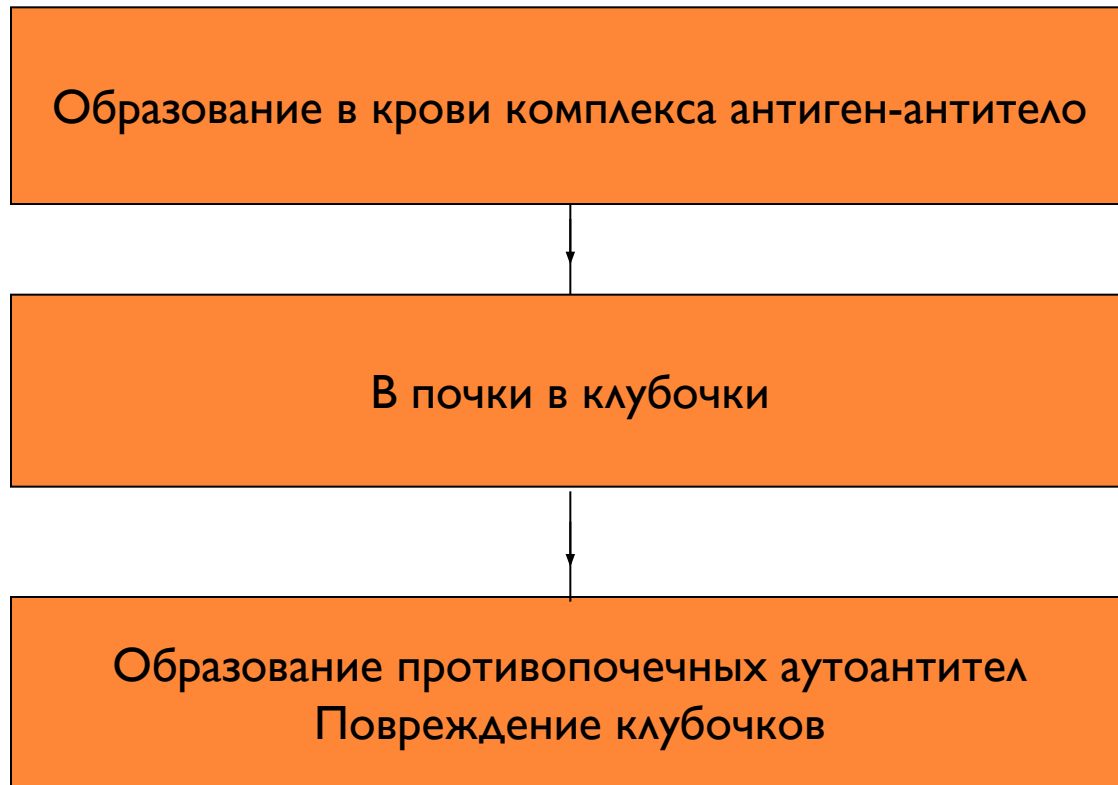 Образование в крови комплекса антиген-антитело
В почки в клубочки
Образование противопочечных аутоантител
Повреждение клубочков